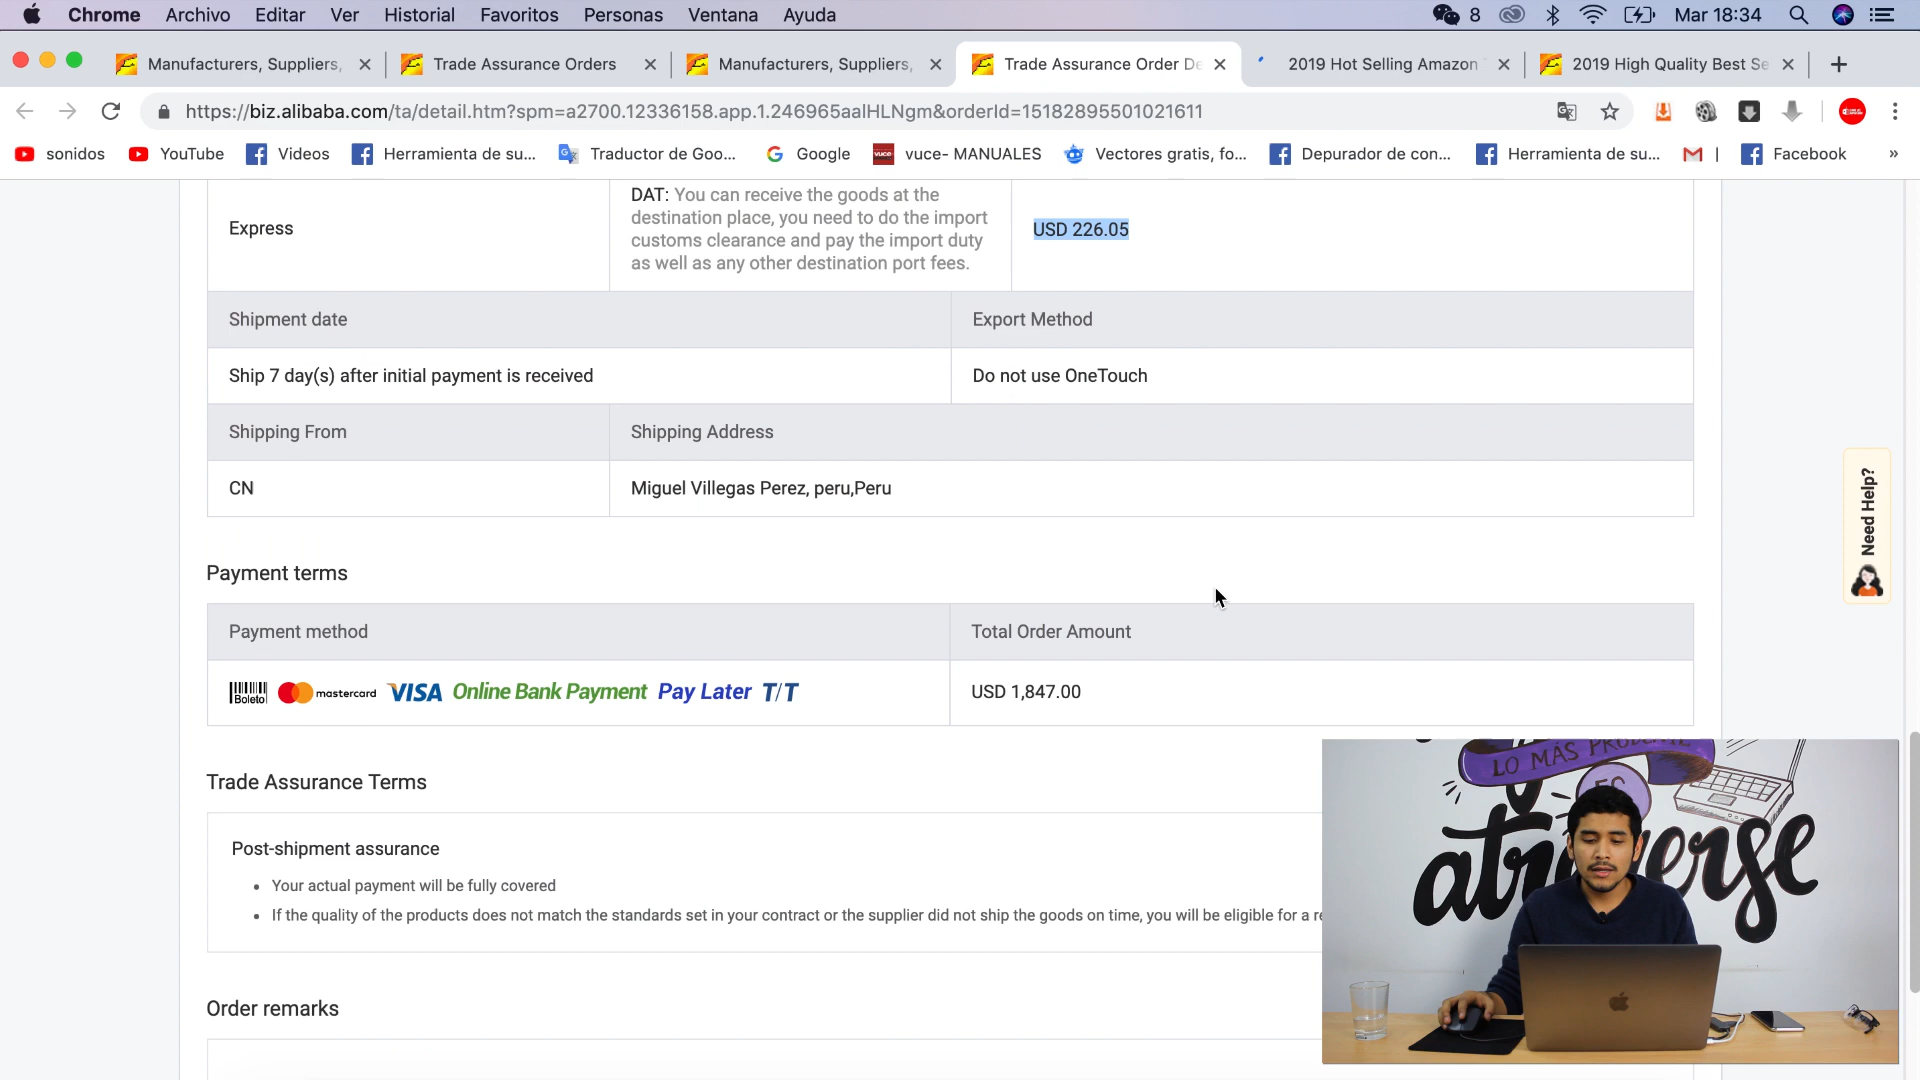 Chrome Archivo Editar Ver Historial Favoritos Personas Ventana Ayuda 8 Mar 18:34
Manufacturers, Suppliers, Trade Assurance Orders Manufacturers, Suppliers, Trade Assurance Order De 2019 Hot Selling Amazon 2019 High Quality Best Se
https://biz.alibaba.com/ta/detail.htm?spm=a2700.12336158.app.1.246965aalHLNgm&orderId=15182895501021611
sonidos YouTube Videos Herramienta de su... Traductor de Goo... Google vuce- MANUALES Vectores gratis, fo... Depurador de con... Herramienta de su... | Facebook »
DAT: You can receive the goods at the
destination place, you need to do the import
customs clearance and pay the import duty
as well as any other destination port fees.
Express
USD 226.05
Shipment date Export Method
Ship 7 day(s) after initial payment is received Do not use OneTouch
Shipping From Shipping Address
CN Miguel Villegas Perez, peru,Peru
Need Help?
Payment terms
Payment method Total Order Amount
Boleto mastercard VISA Online Bank Payment Pay Later T/T USD 1,847.00
Trade Assurance Terms
Post-shipment assurance
Your actual payment will be fully covered
If the quality of the products does not match the standards set in your contract or the supplier did not ship the goods on time, you will be eligible for a re
Order remarks
LO MÁS PRUDENTE